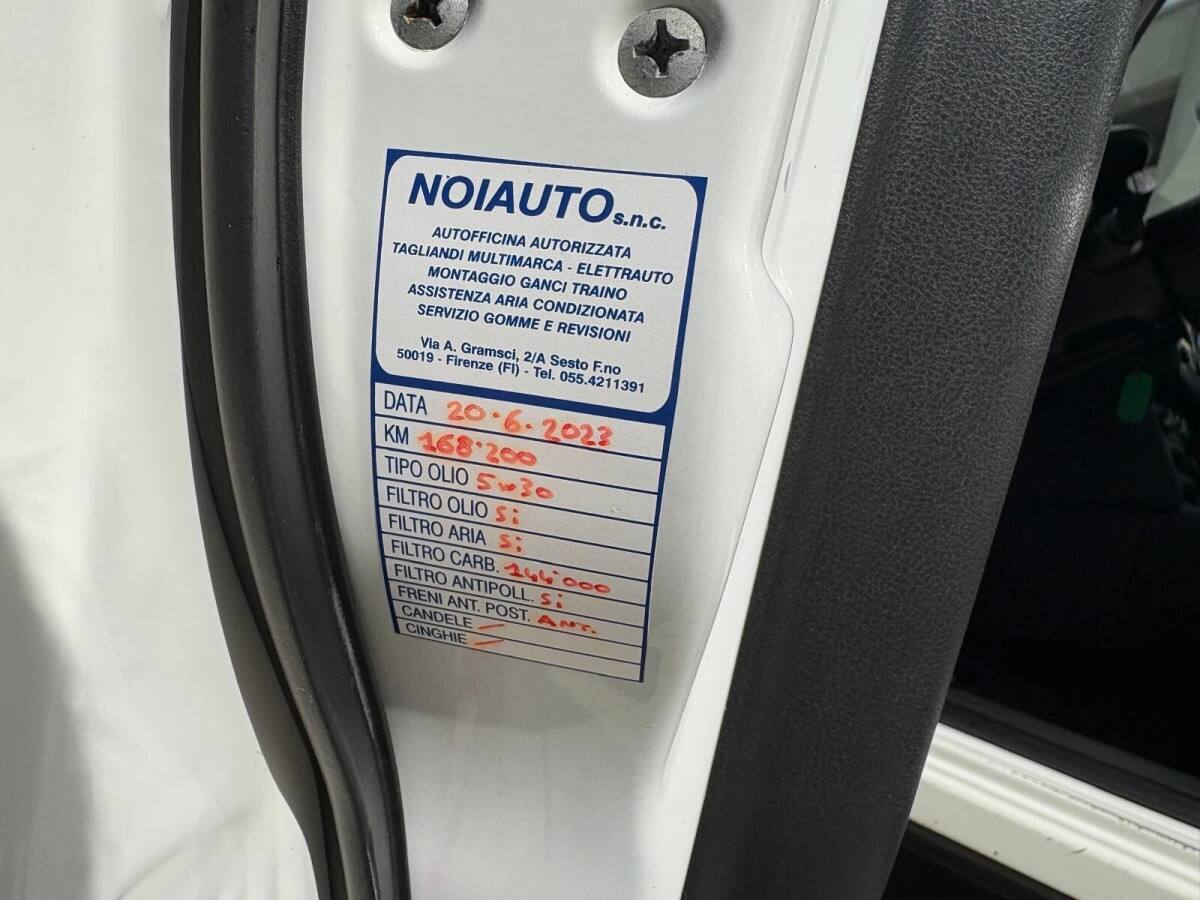 NOIAUTO s.n.c.
AUTOFFICINA AUTORIZZATA
TAGLIANDI MULTIMARCA - ELETTRAUTO
MONTAGGIO GANCI TRAINO
ASSISTENZA ARIA CONDIZIONATA
SERVIZIO GOMME E REVISIONI
Via A. Gramsci, 2/A Sesto F.no
50019 - Firenze (FI) - Tel. 055.4211391
DATA 20.6.2023
KM 168.200
TIPO OLIO 5w30
FILTRO OLIO Si
FILTRO ARIA Si
FILTRO CARB. 144.000
FILTRO ANTIPOLL. Si
FRENI ANT. POST. ANT.
CANDELE /
CINGHIE /